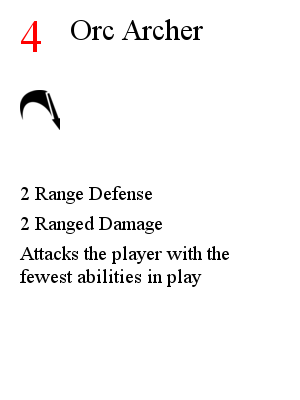 4 Orc Archer
2 Range Defense
2 Ranged Damage
Attacks the player with the
fewest abilities in play